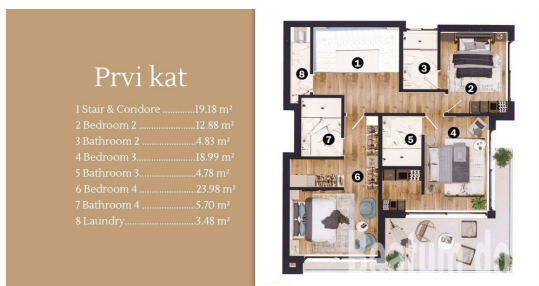 Prvi kat
1 Stair & Coridore ............19.18 m²
2 Bedroom 2 .....................12.88 m²
3 Bathroom 2 .....................4.83 m²
4 Bedroom 3......................18.99 m²
5 Bathroom 3......................4.78 m²
6 Bedroom 4 .....................23.98 m²
7 Bathroom 4 .....................5.70 m²
8 Laundry..........................3.48 m²
1
8
3
2
7
5
4
6